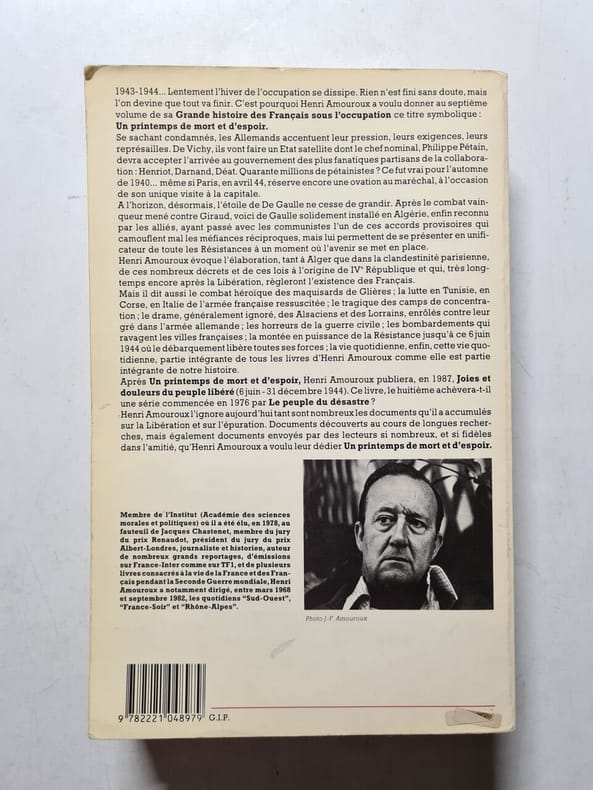 1943-1944... Lentement l'hiver de l'occupation se dissipe. Rien n'est fini sans doute, mais
l'on devine que tout va finir. C'est pourquoi Henri Amouroux a voulu donner au septième
volume de sa Grande histoire des Français sous l'occupation ce titre symbolique :
Un printemps de mort et d'espoir.
Se sachant condamnés, les Allemands accentuent leur pression, leurs exigences, leurs
représailles. De Vichy, ils vont faire un Etat satellite dont le chef nominal, Philippe Pétain,
devra accepter l'arrivée au gouvernement des plus fanatiques partisans de la collabora-
tion : Henriot, Darnand, Déat. Quarante millions de pétainistes ? Ce fut vrai pour l'automne
de 1940... même si Paris, en avril 44, réserve encore une ovation au maréchal, à l'occasion
de son unique visite à la capitale.
A l'horizon, désormais, l'étoile de De Gaulle ne cesse de grandir. Après le combat vain-
queur mené contre Giraud, voici de Gaulle solidement installé en Algérie, enfin reconnu
par les alliés, ayant passé avec les communistes l'un de ces accords provisoires qui
camouflent mal les méfiances réciproques, mais lui permettent de se présenter en unifi-
cateur de toute les Résistances à un moment où l'avenir se met en place.
Henri Amouroux évoque l'élaboration, tant à Alger que dans la clandestinité parisienne,
de ces nombreux décrets et de ces lois à l'origine de IVe République et qui, très long-
temps encore après la Libération, règleront l'existence des Français.
Mais il dit aussi le combat héroïque des maquisards de Glières ; la lutte en Tunisie, en
Corse, en Italie de l'armée française ressuscitée ; le tragique des camps de concentra-
tion ; le drame, généralement ignoré, des Alsaciens et des Lorrains, enrôlés contre leur
gré dans l'armée allemande ; les horreurs de la guerre civile ; les bombardements qui
ravagent les villes françaises ; la montée en puissance de la Résistance jusqu'à ce 6 juin
1944 où le débarquement libère toutes ses forces ; la vie quotidienne, enfin, cette vie quo-
tidienne, partie intégrante de tous les livres d'Henri Amouroux comme elle est partie
intégrante de notre histoire.
Après Un printemps de mort et d'espoir, Henri Amouroux publiera, en 1987, Joies et
douleurs du peuple libéré (6 juin - 31 décembre 1944). Ce livre, le huitième achèvera-t-il
une série commencée en 1976 par Le peuple du désastre ?
Henri Amouroux l'ignore aujourd'hui tant sont nombreux les documents qu'il a accumulés
sur la Libération et sur l'épuration. Documents découverts au cours de longues recher-
ches, mais également documents envoyés par des lecteurs si nombreux, et si fidèles
dans l'amitié, qu'Henri Amouroux a voulu leur dédier Un printemps de mort et d'espoir.
Membre de l'Institut (Académie des sciences
morales et politiques) où il a été élu, en 1978, au
fauteuil de Jacques Chastenet, membre du jury
du prix Renaudot, président du jury du prix
Albert-Londres, journaliste et historien, auteur
de nombreux grands reportages, d'émissions
sur France-Inter comme sur TF1, et de plusieurs
livres consacrés à la vie de la France et des Fran-
çais pendant la Seconde Guerre mondiale, Henri
Amouroux a notamment dirigé, entre mars 1968
et septembre 1982, les quotidiens "Sud-Ouest",
"France-Soir" et "Rhône-Alpes".
Photo J.-F. Amouroux
9 782221 048979 G.I.P.